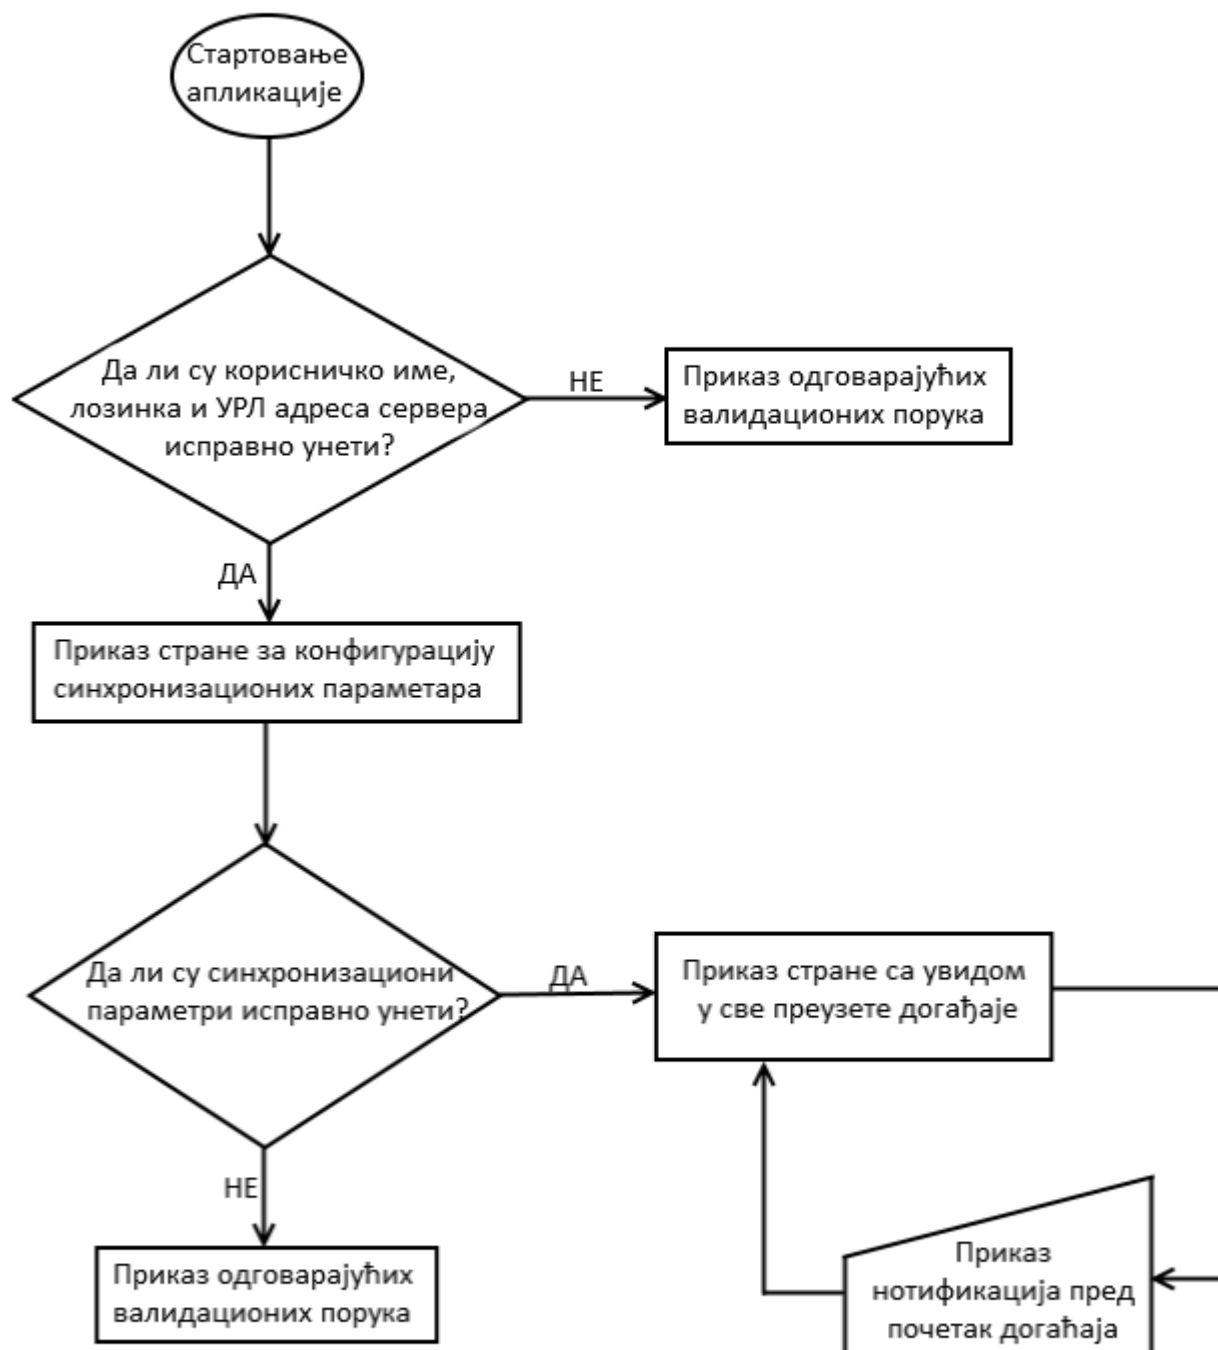 Стартовање
апликације
Да ли су корисничко име,
лозинка и УРЛ адреса сервера
исправно унети?
НЕ
Приказ одговарајућих
валидационих порука
ДА
Приказ стране за конфигурацију
синхронизационих параметара
Да ли су синхронизациони
параметри исправно унети?
ДА
Приказ стране са увидом
у све преузете догађаје
НЕ
Приказ одговарајућих
валидационих порука
Приказ
нотификација пред
почетак догађаја